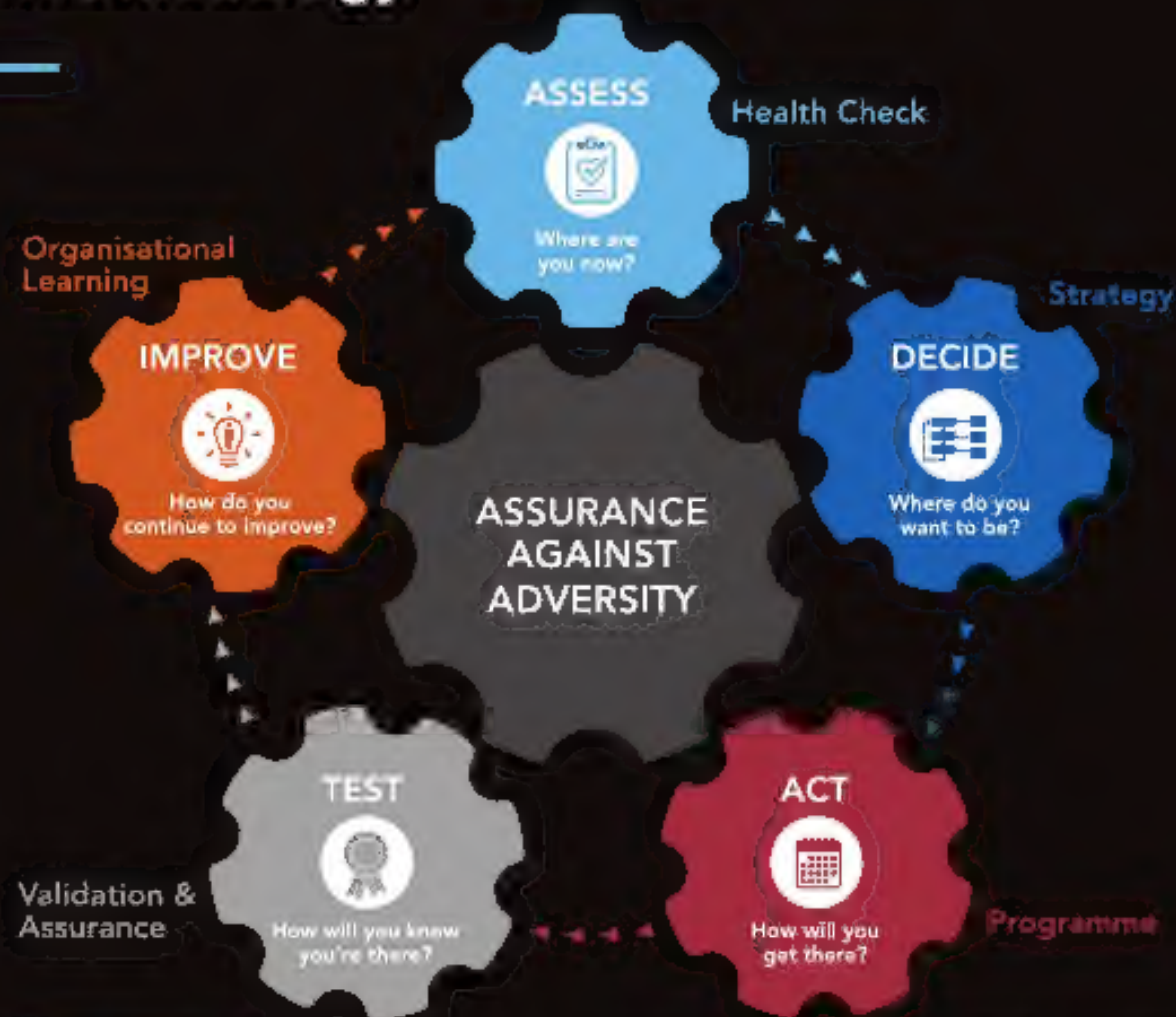 ASSESS
Where are
you now?
Health Check
DECIDE
Where do you
want to be?
Strategy
ACT
How will you
get there?
Programme
TEST
How will you know
you're there?
Validation &
Assurance
IMPROVE
How do you
continue to improve?
Organisational
Learning
ASSURANCE
AGAINST
ADVERSITY